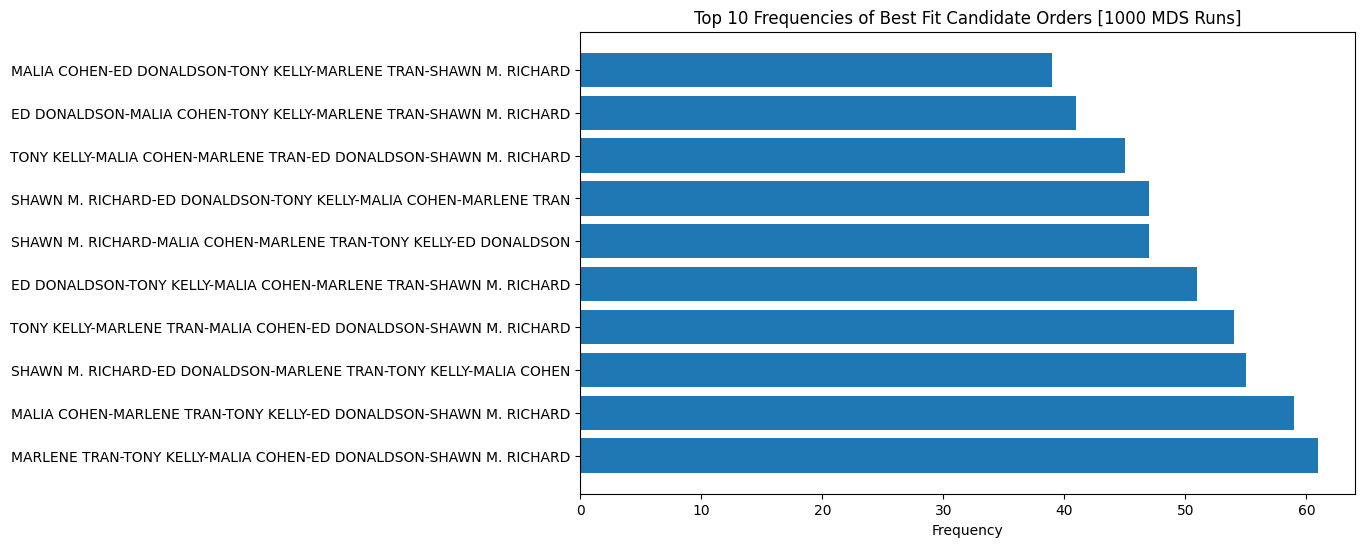 Top 10 Frequencies of Best Fit Candidate Orders [1000 MDS Runs]
MALIA COHEN-ED DONALDSON-TONY KELLY-MARLENE TRAN-SHAWN M. RICHARD
ED DONALDSON-MALIA COHEN-TONY KELLY-MARLENE TRAN-SHAWN M. RICHARD
TONY KELLY-MALIA COHEN-MARLENE TRAN-ED DONALDSON-SHAWN M. RICHARD
SHAWN M. RICHARD-ED DONALDSON-TONY KELLY-MALIA COHEN-MARLENE TRAN
SHAWN M. RICHARD-MALIA COHEN-MARLENE TRAN-TONY KELLY-ED DONALDSON
ED DONALDSON-TONY KELLY-MALIA COHEN-MARLENE TRAN-SHAWN M. RICHARD
TONY KELLY-MARLENE TRAN-MALIA COHEN-ED DONALDSON-SHAWN M. RICHARD
SHAWN M. RICHARD-ED DONALDSON-MARLENE TRAN-TONY KELLY-MALIA COHEN
MALIA COHEN-MARLENE TRAN-TONY KELLY-ED DONALDSON-SHAWN M. RICHARD
MARLENE TRAN-TONY KELLY-MALIA COHEN-ED DONALDSON-SHAWN M. RICHARD
0 10 20 30 40 50 60
Frequency